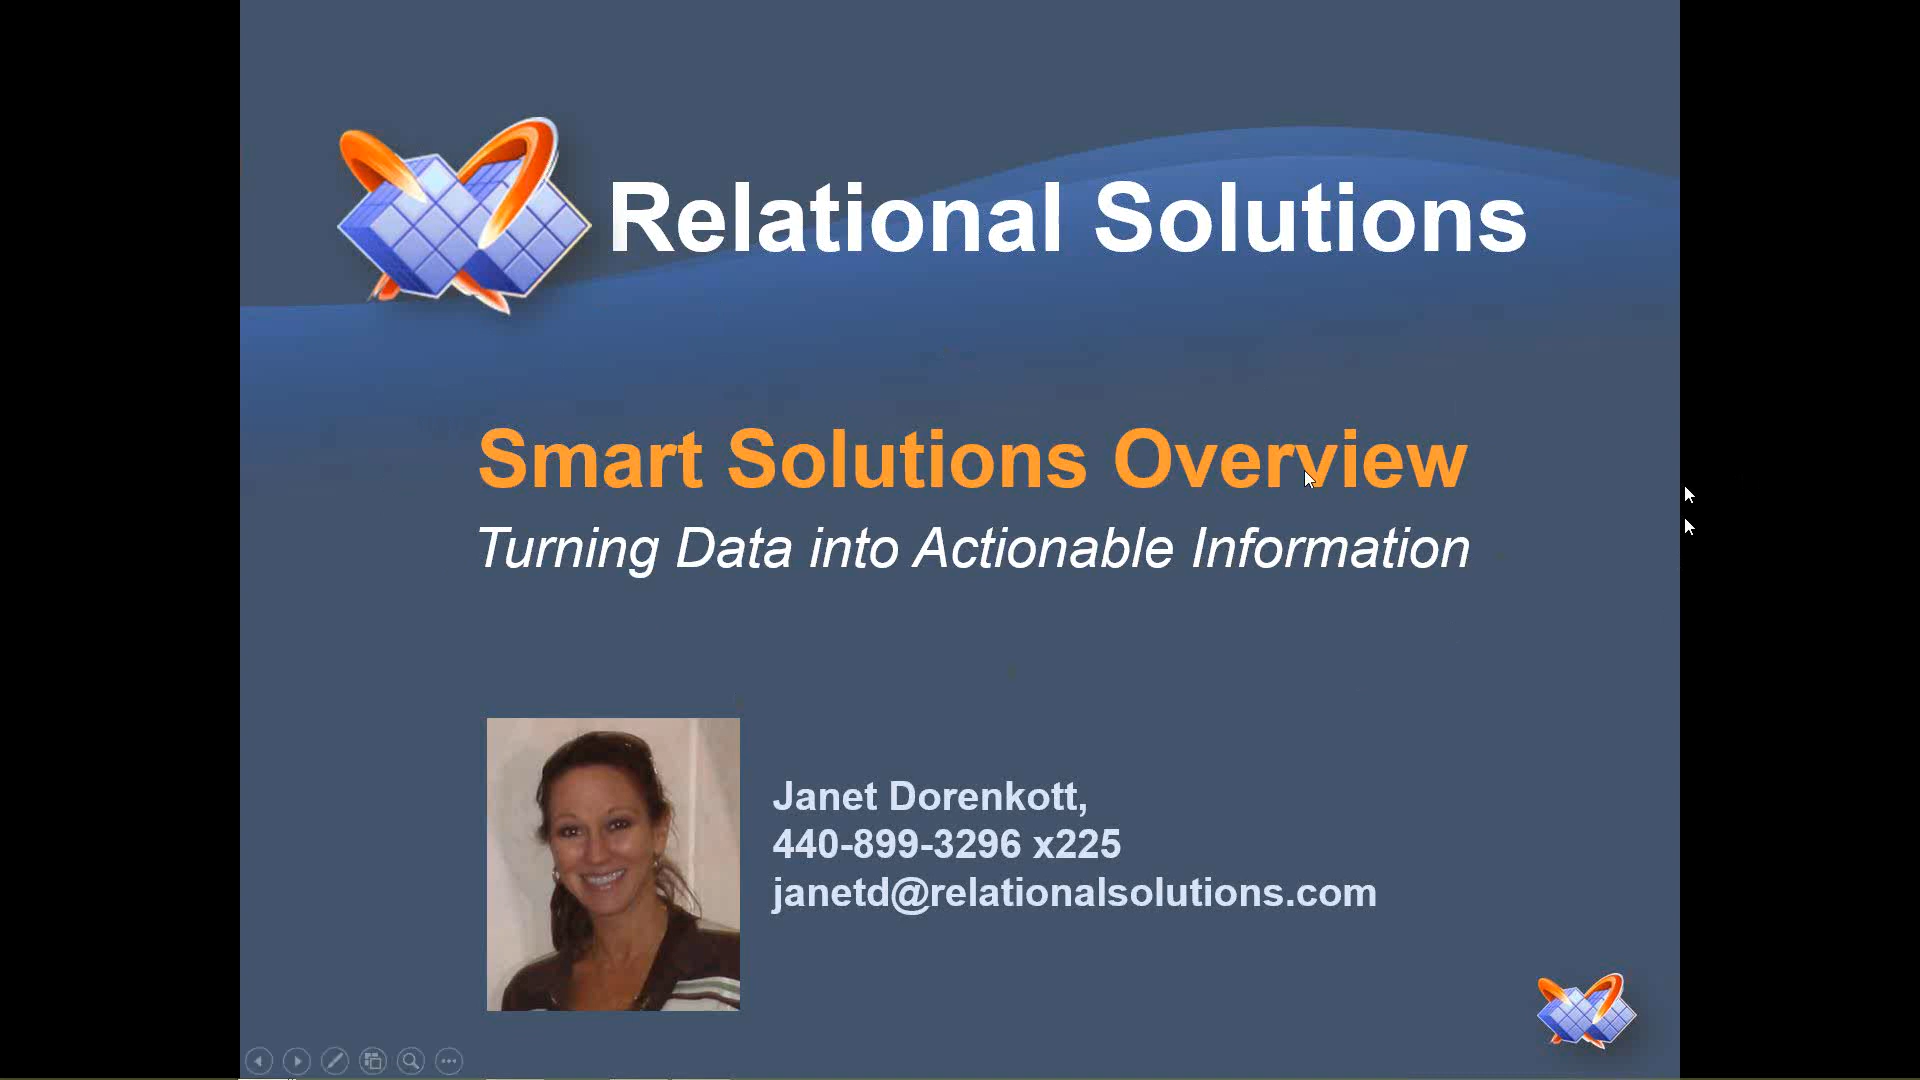 Relational Solutions
Smart Solutions Overview
Turning Data into Actionable Information
Janet Dorenkott,
440-899-3296 x225
janetd@relationalsolutions.com